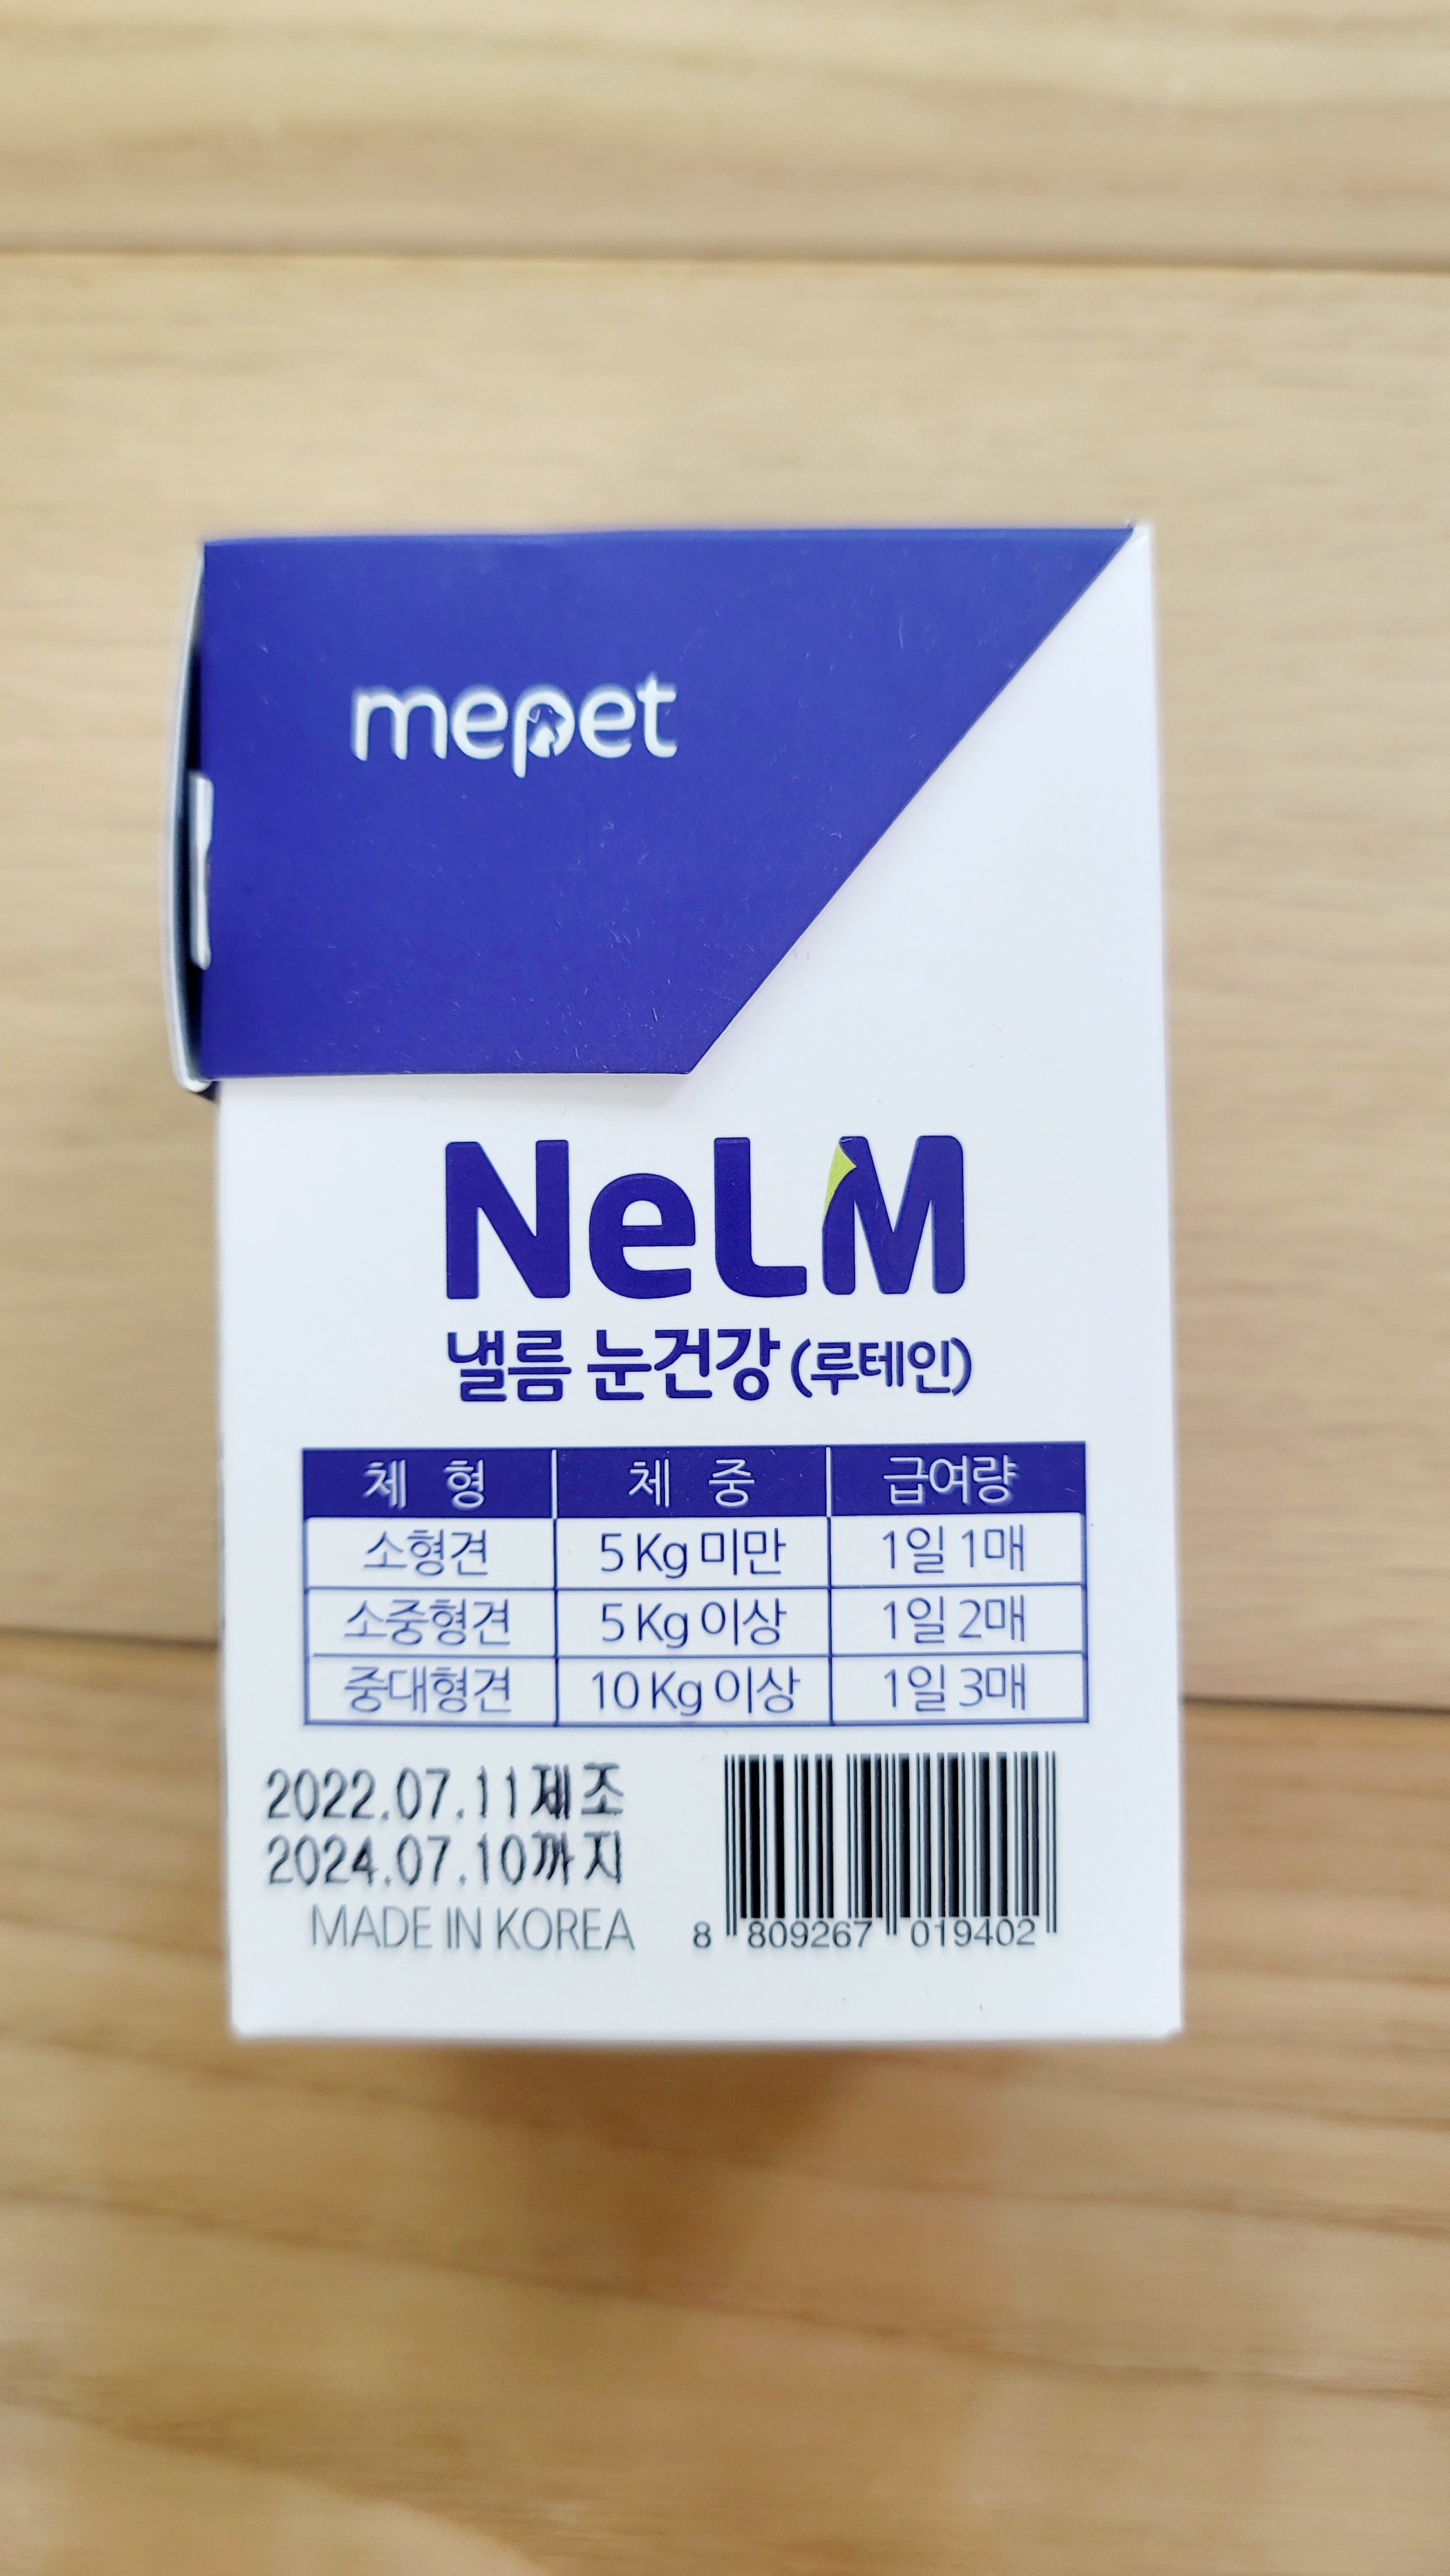 mepet
NeLM
낼름 눈건강 (루테인)
체 형 체 중 급여량
소형견 5 Kg 미만 1일 1매
소중형견 5 Kg 이상 1일 2매
중대형견 10 Kg 이상 1일 3매
2022.07.11제조
2024.07.10까지
MADE IN KOREA
8 809267 019402